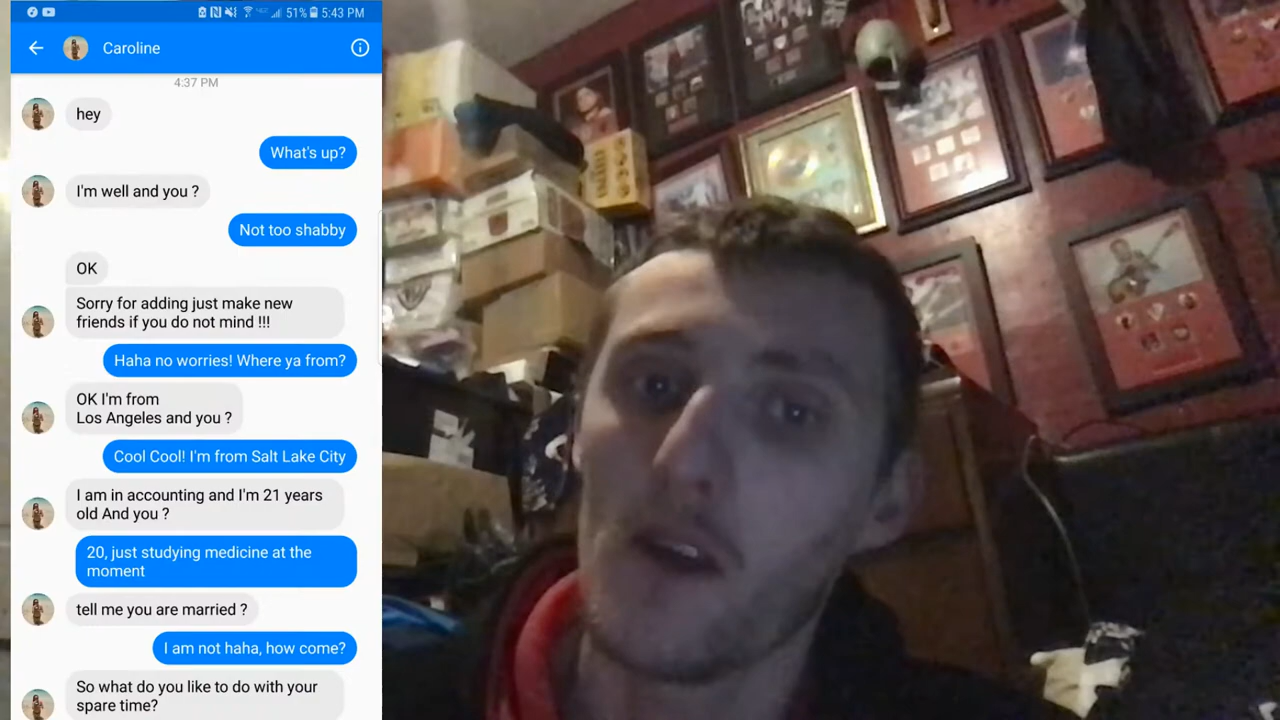 51% 5:43 PM
Caroline
4:37 PM
hey
What's up?
I'm well and you ?
Not too shabby
OK
Sorry for adding just make new
friends if you do not mind !!!
Haha no worries! Where ya from?
OK I'm from
Los Angeles and you ?
Cool Cool! I'm from Salt Lake City
I am in accounting and I'm 21 years
old And you ?
20, just studying medicine at the
moment
tell me you are married ?
I am not haha, how come?
So what do you like to do with your
spare time?